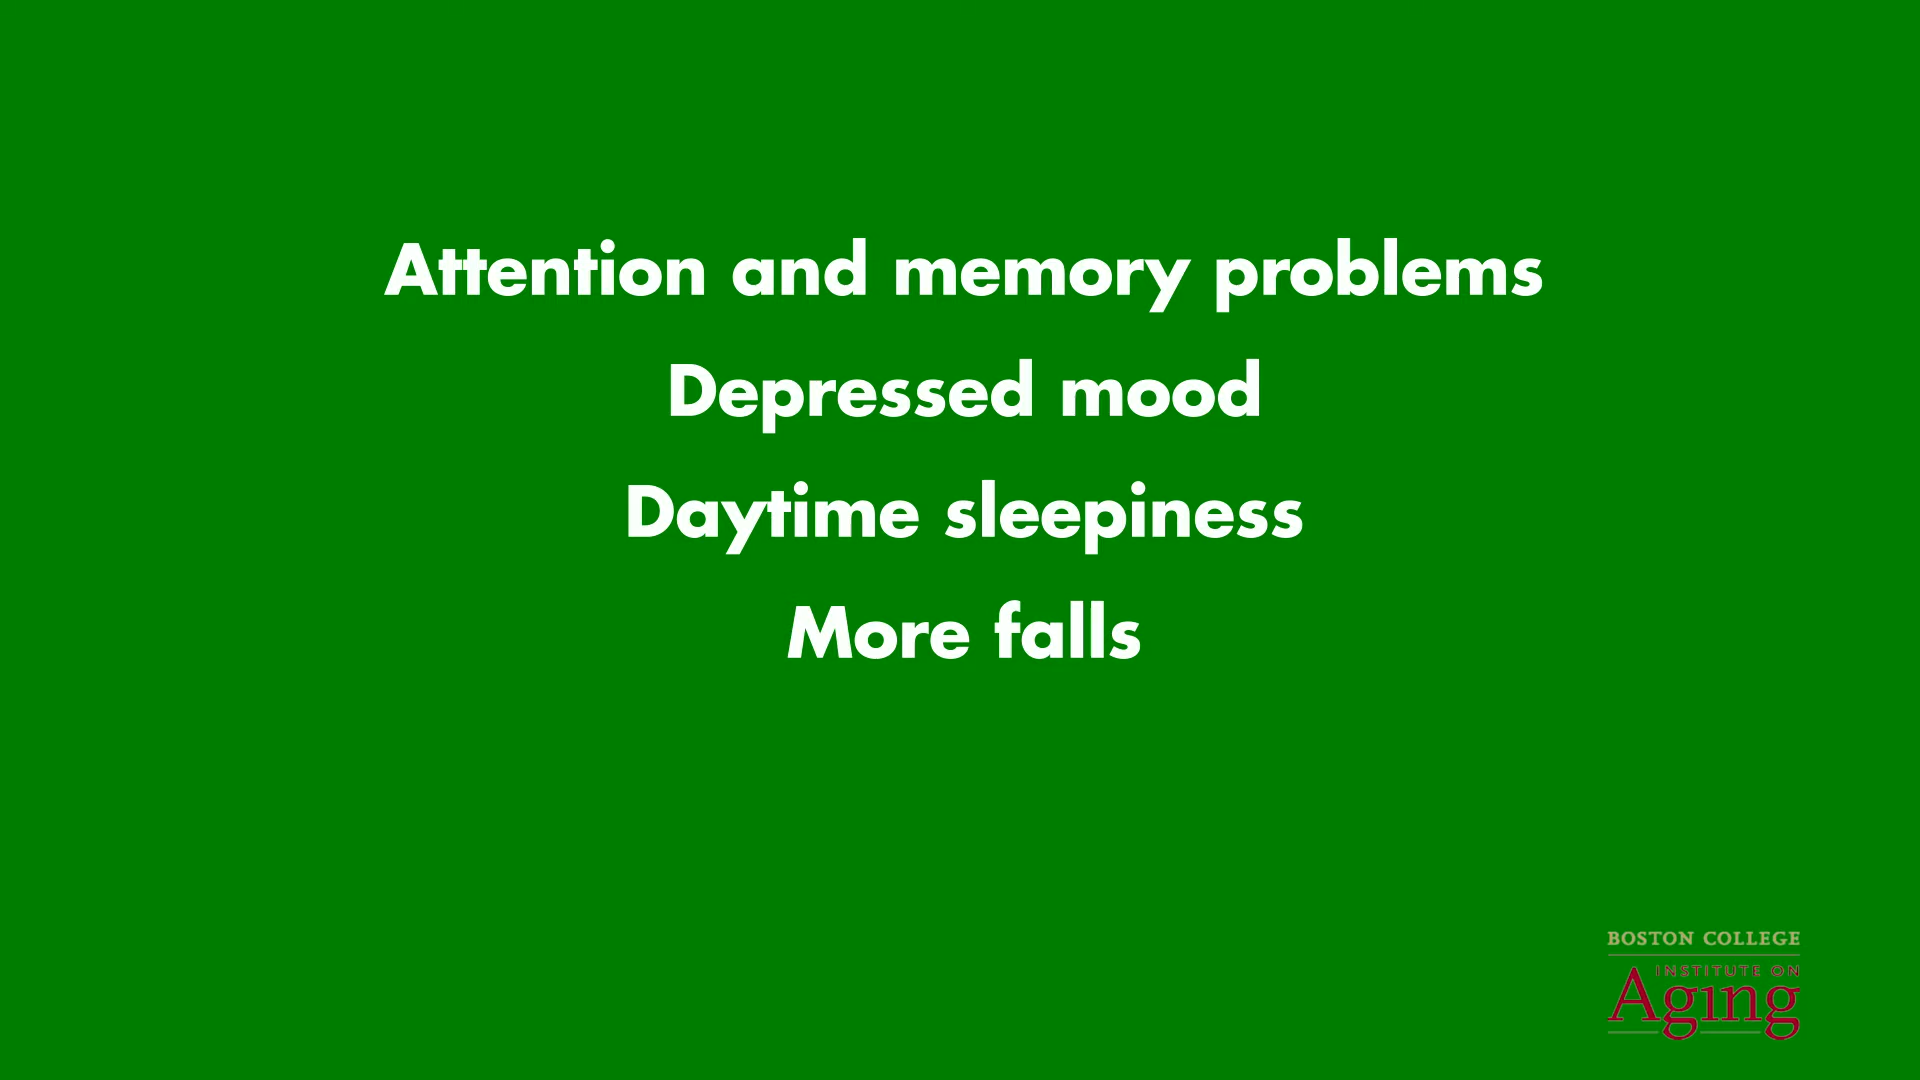 Attention and memory problems
Depressed mood
Daytime sleepiness
More falls
BOSTON COLLEGE
INSTITUTE ON
Aging